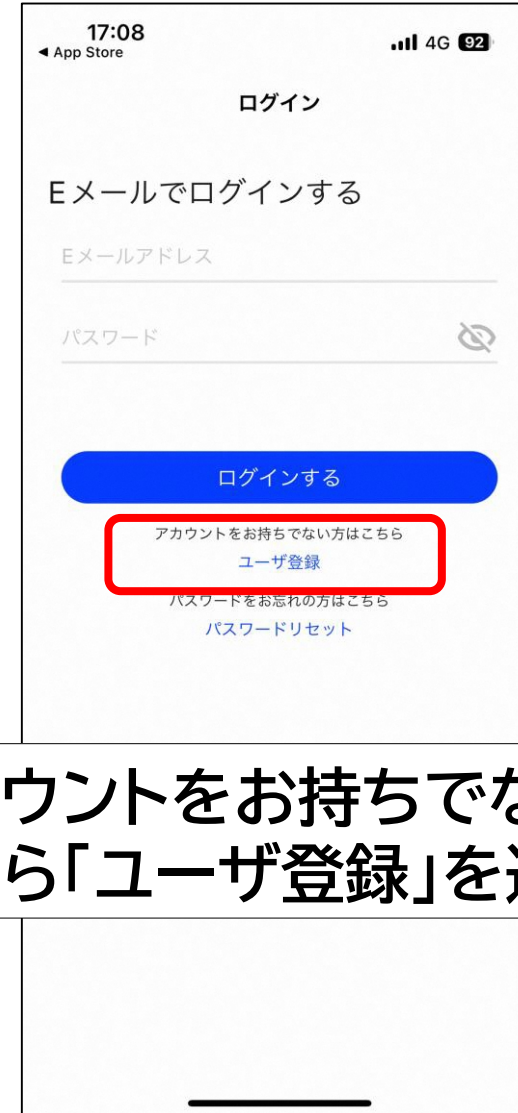 17:08
4G 92
◀ App Store
ログイン
Eメールでログインする
Eメールアドレス
パスワード
ログインする
アカウントをお持ちでない方はこちら
ユーザ登録
パスワードをお忘れの方はこちら
パスワードリセット
ウントをお持ちでな
ら「ユーザ登録」を